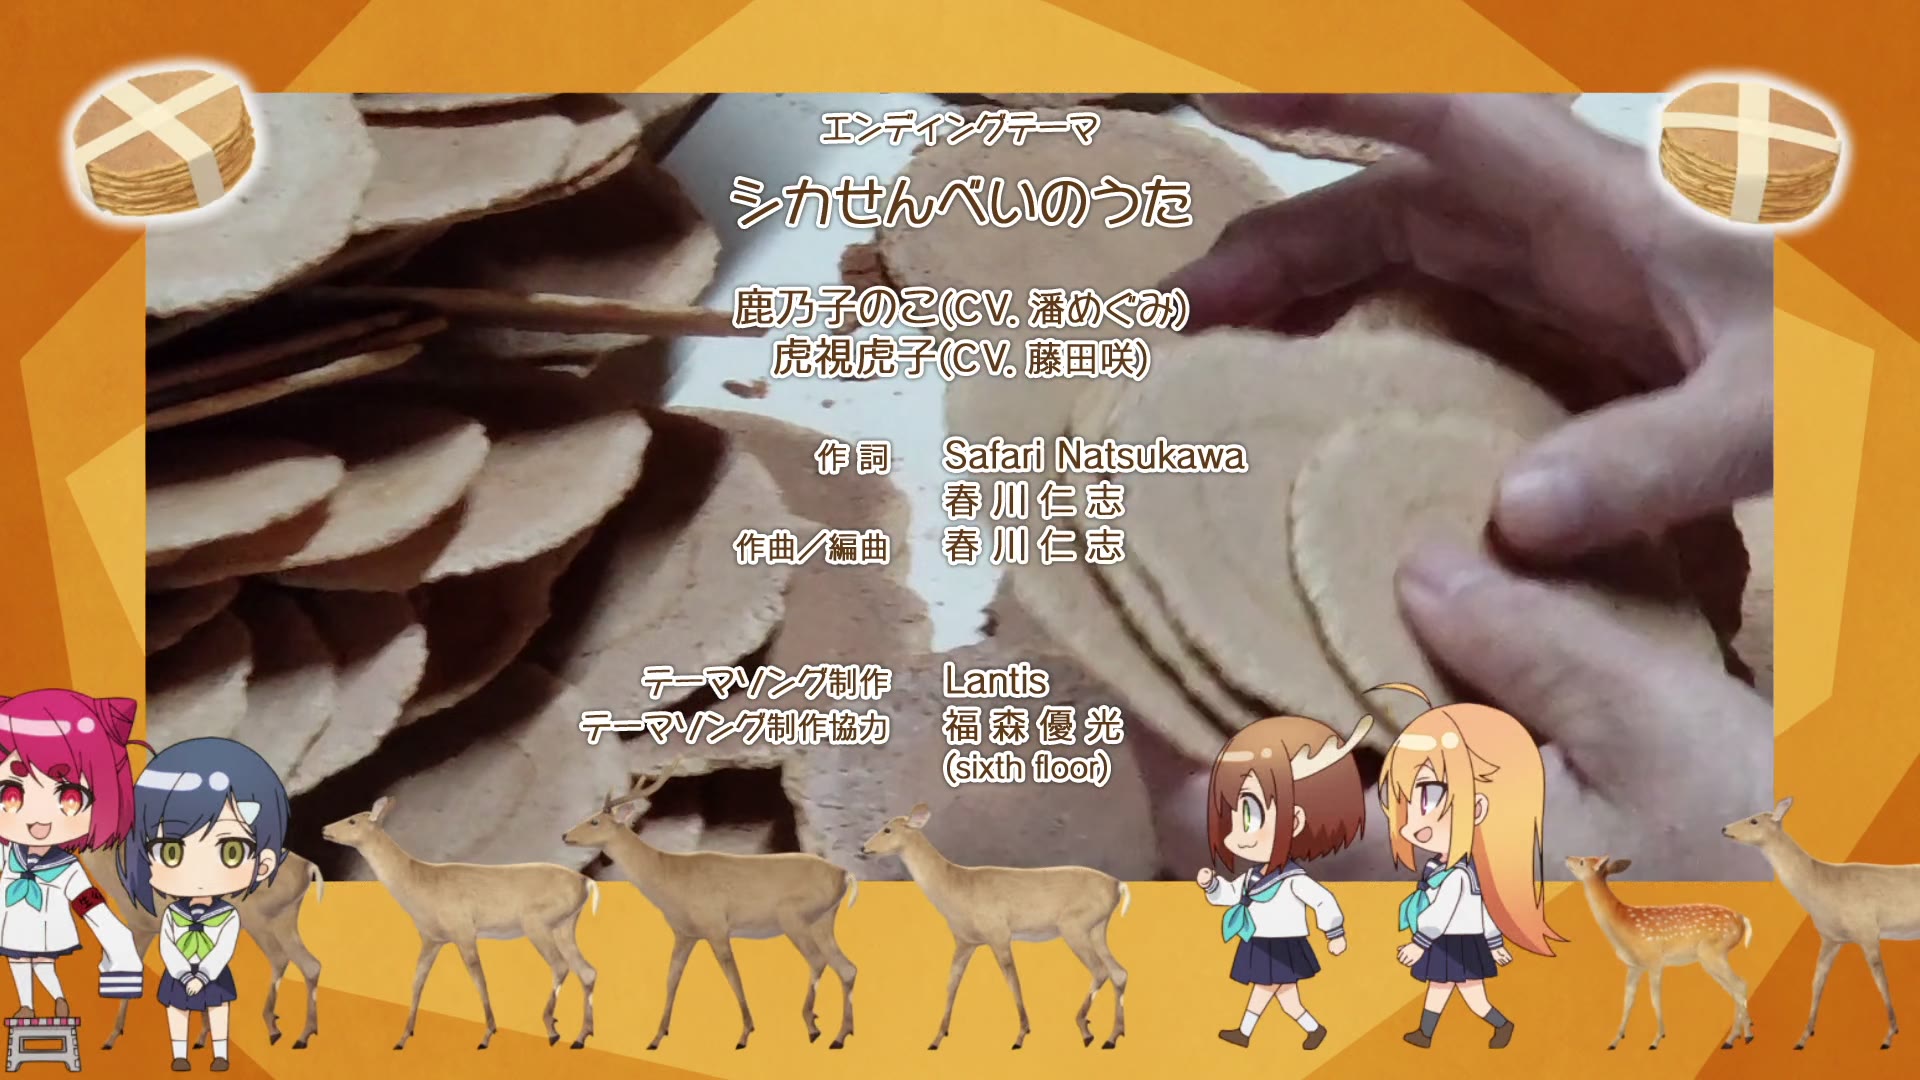 エンディングテーマ
シカせんべいのうた
鹿乃子のこ(CV. 潘めぐみ)
虎視虎子(CV. 藤田咲)
作詞 Safari Natsukawa
春川仁志
作曲／編曲 春川仁志
テーマソング制作 Lantis
テーマソング制作協力 福森優光
(sixth floor)